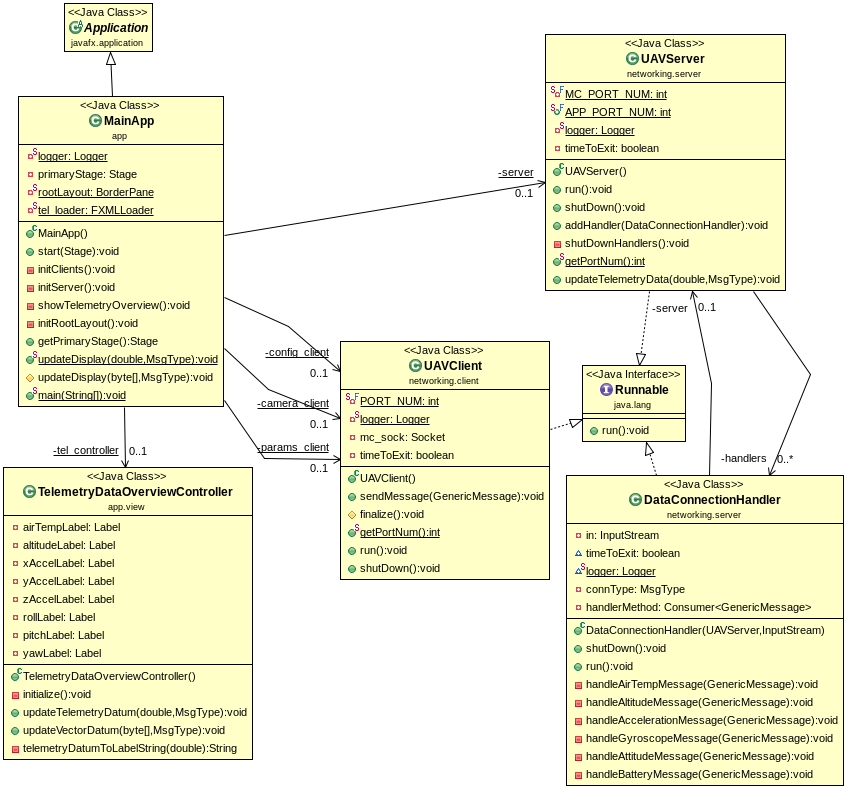 <<Java Class>>
Application
javafx.application
<<Java Class>>
MainApp
app
logger: Logger
primaryStage: Stage
rootLayout: BorderPane
tel_loader: FXMLLoader
MainApp()
start(Stage):void
initClients():void
initServer():void
showTelemetryOverview():void
initRootLayout():void
getPrimaryStage():Stage
updateDisplay(double,MsgType):void
updateDisplay(byte[],MsgType):void
main(String[]):void
-server
0..1
-config_client
0..1
-camera_client
0..1
-params_client
0..1
-tel_controller
0..1
<<Java Class>>
UAVServer
networking.server
MC_PORT_NUM: int
APP_PORT_NUM: int
logger: Logger
timeToExit: boolean
UAVServer()
run():void
shutDown():void
addHandler(DataConnectionHandler):void
shutDownHandlers():void
getPortNum():int
updateTelemetryData(double,MsgType):void
-server
0..1
<<Java Class>>
UAVClient
networking.client
PORT_NUM: int
logger: Logger
mc_sock: Socket
timeToExit: boolean
UAVClient()
sendMessage(GenericMessage):void
finalize():void
getPortNum():int
run():void
shutDown():void
<<Java Interface>>
Runnable
java.lang
run():void
-handlers
0..*
<<Java Class>>
TelemetryDataOverviewController
app.view
airTempLabel: Label
altitudeLabel: Label
xAccelLabel: Label
yAccelLabel: Label
zAccelLabel: Label
rollLabel: Label
pitchLabel: Label
yawLabel: Label
TelemetryDataOverviewController()
initialize():void
updateTelemetryDatum(double,MsgType):void
updateVectorDatum(byte[],MsgType):void
telemetryDatumToLabelString(double):String
<<Java Class>>
DataConnectionHandler
networking.server
in: InputStream
timeToExit: boolean
logger: Logger
connType: MsgType
handlerMethod: Consumer<GenericMessage>
DataConnectionHandler(UAVServer,InputStream)
shutDown():void
run():void
handleAirTempMessage(GenericMessage):void
handleAltitudeMessage(GenericMessage):void
handleAccelerationMessage(GenericMessage):void
handleGyroscopeMessage(GenericMessage):void
handleAttitudeMessage(GenericMessage):void
handleBatteryMessage(GenericMessage):void